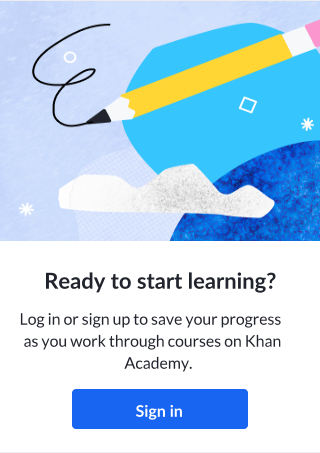 Ready to start learning?
Log in or sign up to save your progress
as you work through courses on Khan
Academy.
Sign in